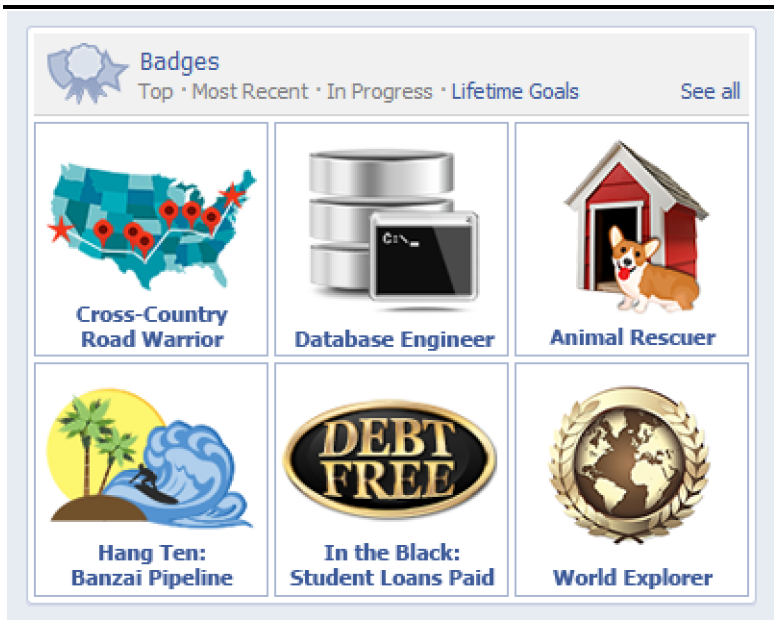 Badges
Top · Most Recent · In Progress · Lifetime Goals
See all
Cross-Country
Road Warrior
C:\_
Database Engineer
Animal Rescuer
Hang Ten:
Banzai Pipeline
DEBT
FREE
In the Black:
Student Loans Paid
World Explorer